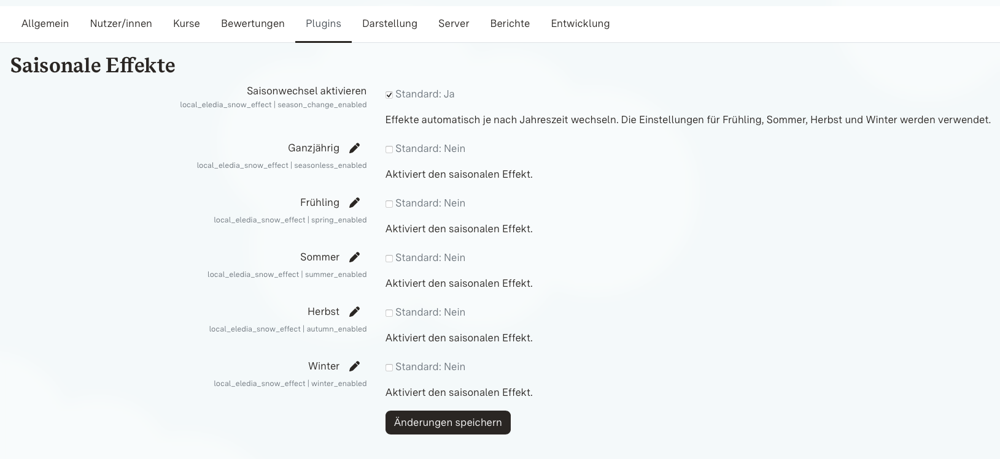 Allgemein Nutzer/innen Kurse Bewertungen Plugins Darstellung Server Berichte Entwicklung
Saisonale Effekte
Saisonwechsel aktivieren
local_eledia_snow_effect | season_change_enabled
Standard: Ja
Effekte automatisch je nach Jahreszeit wechseln. Die Einstellungen für Frühling, Sommer, Herbst und Winter werden verwendet.
Ganzjährig
local_eledia_snow_effect | seasonless_enabled
Standard: Nein
Aktiviert den saisonalen Effekt.
Frühling
local_eledia_snow_effect | spring_enabled
Standard: Nein
Aktiviert den saisonalen Effekt.
Sommer
local_eledia_snow_effect | summer_enabled
Standard: Nein
Aktiviert den saisonalen Effekt.
Herbst
local_eledia_snow_effect | autumn_enabled
Standard: Nein
Aktiviert den saisonalen Effekt.
Winter
local_eledia_snow_effect | winter_enabled
Standard: Nein
Aktiviert den saisonalen Effekt.
Änderungen speichern